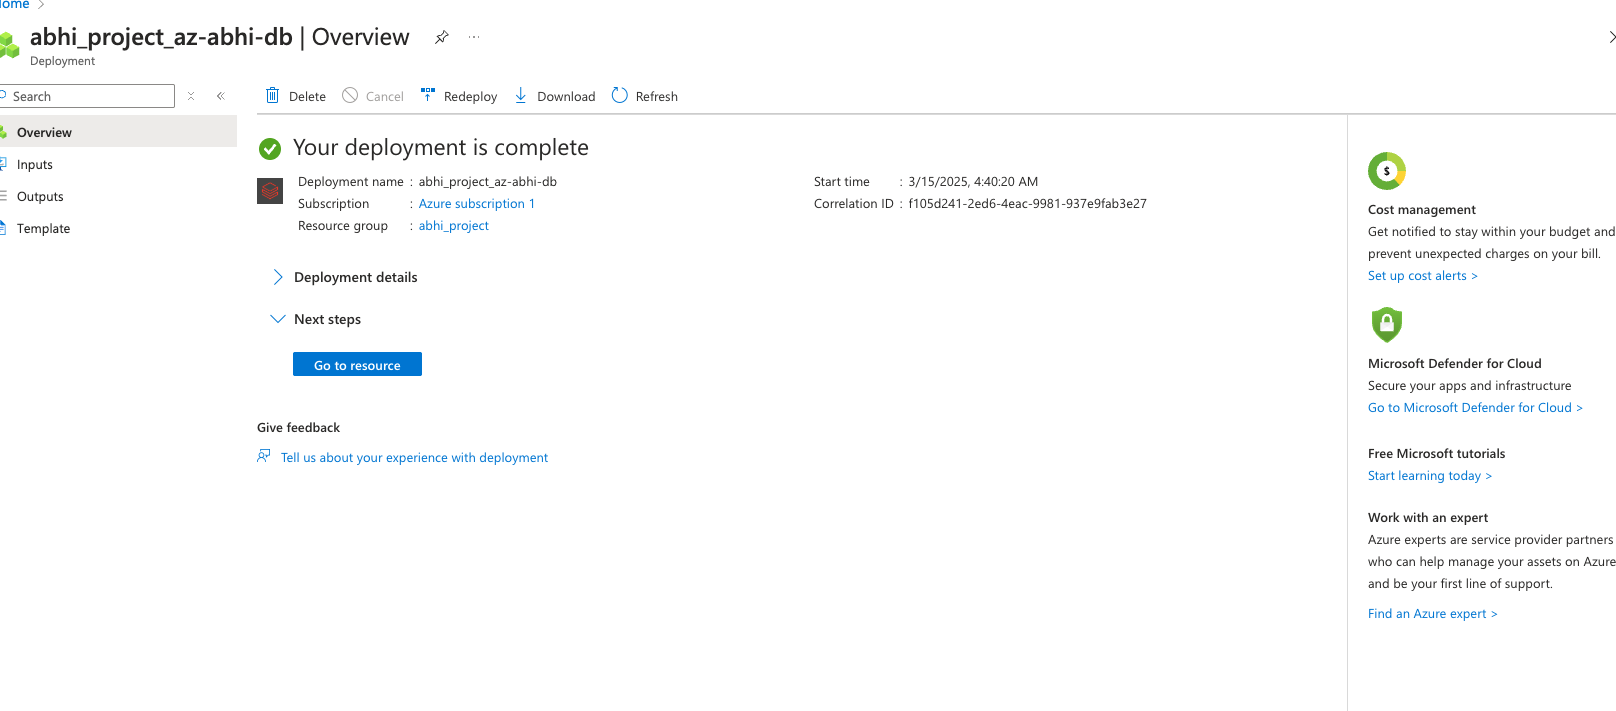 Home >
abhi_project_az-abhi-db | Overview
Deployment
Search
Overview
Inputs
Outputs
Template
Delete
Cancel
Redeploy
Download
Refresh
Your deployment is complete
Deployment name : abhi_project_az-abhi-db
Subscription : Azure subscription 1
Resource group : abhi_project
Start time : 3/15/2025, 4:40:20 AM
Correlation ID : f105d241-2ed6-4eac-9981-937e9fab3e27
Deployment details
Next steps
Go to resource
Give feedback
Tell us about your experience with deployment
$
Cost management
Get notified to stay within your budget and
prevent unexpected charges on your bill.
Set up cost alerts >
Microsoft Defender for Cloud
Secure your apps and infrastructure
Go to Microsoft Defender for Cloud >
Free Microsoft tutorials
Start learning today >
Work with an expert
Azure experts are service provider partners
who can help manage your assets on Azure
and be your first line of support.
Find an Azure expert >